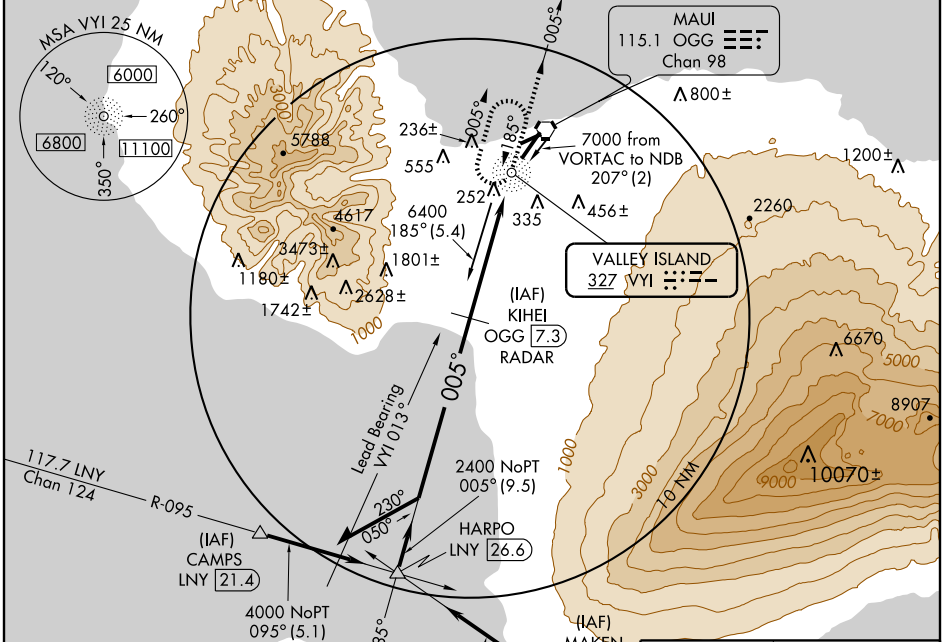 MSA VYI 25 NM
120°
6000
260°
6800
11100
350°
3000
5788
4617
3473±
1180±
1742±
2628±
1801±
1000
236±
555
252
005°
185°
005°
MAUI
115.1 OGG
Chan 98
800±
7000 from
VORTAC to NDB
207° (2)
335
456±
1200±
2260
6400
185° (5.4)
VALLEY ISLAND
327 VYI
(IAF)
KIHEI
OGG 7.3
RADAR
005°
6670
5000
8907
7000
10070±
9000
1000
3000
10 NM
Lead Bearing
VYI 013°
2400 NoPT
005° (9.5)
230°
050°
HARPO
LNY 26.6
117.7 LNY
Chan 124
R-095
(IAF)
CAMPS
LNY 21.4
4000 NoPT
095° (5.1)
(IAF)